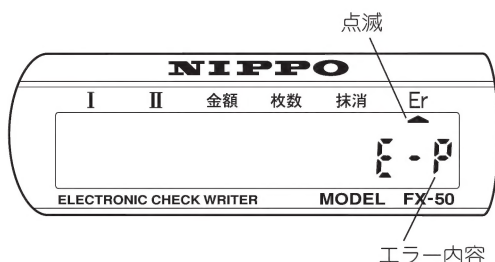 点滅
NIPPO
I II 金額 枚数 抹消 Er
E-P
ELECTRONIC CHECK WRITER MODEL FX-50
エラー内容